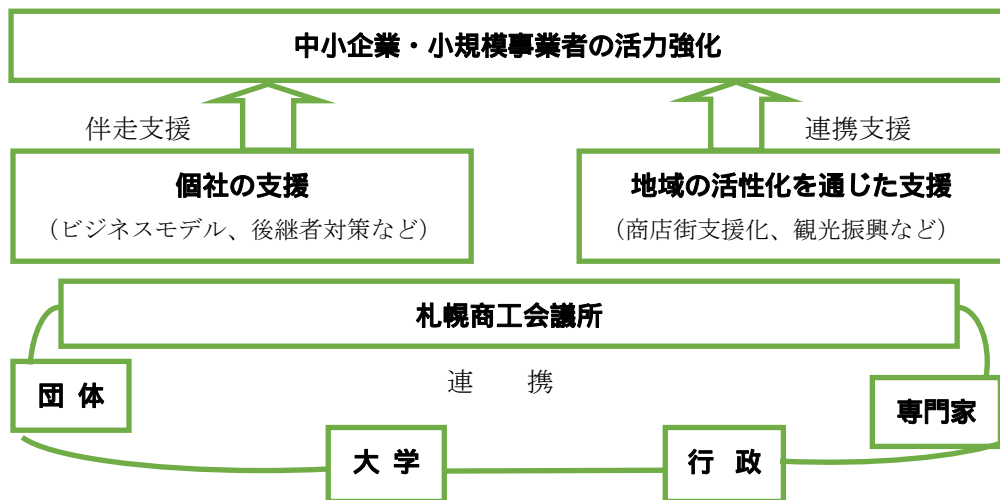 中小企業・小規模事業者の活力強化
伴走支援
連携支援
個社の支援
（ビジネスモデル、後継者対策など）
地域の活性化を通じた支援
（商店街支援化、観光振興など）
札幌商工会議所
団 体
連　　携
専門家
大 学
行 政